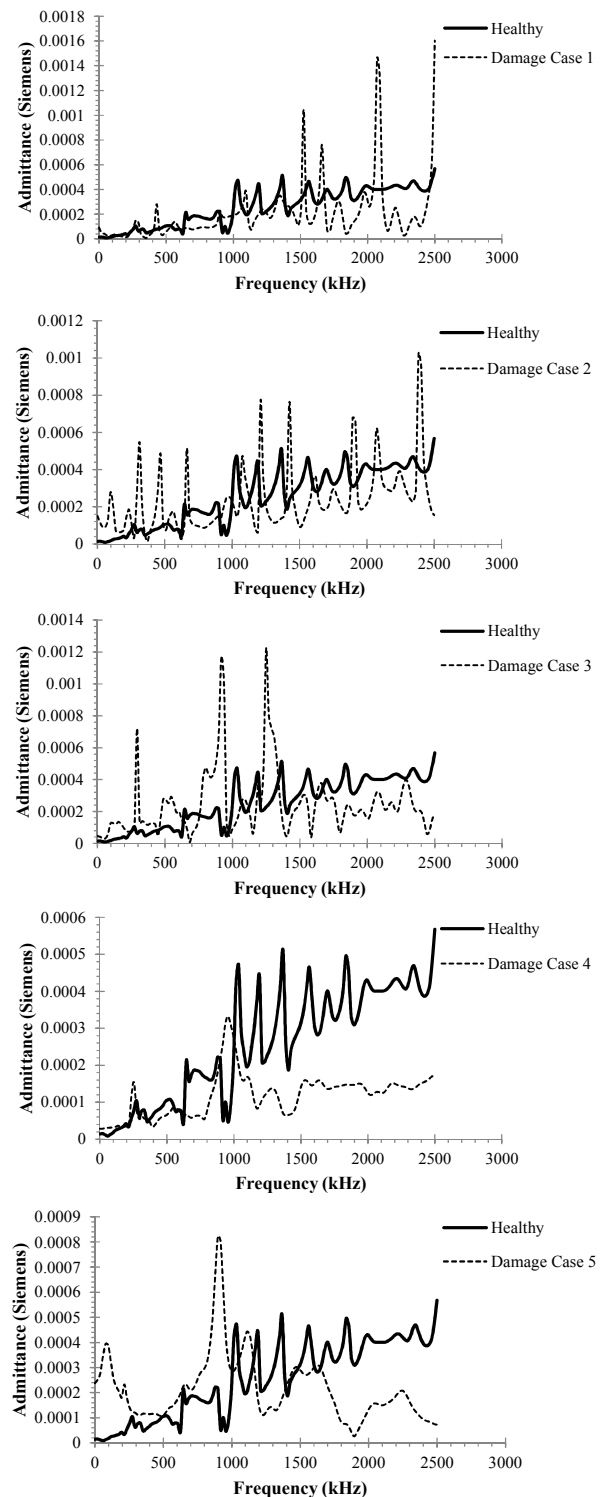 0.0018
0.0016
0.0014
0.0012
0.001
0.0008
0.0006
0.0004
0.0002
0
Admittance (Siemens)
Healthy
Damage Case 1
0 500 1000 1500 2000 2500 3000
Frequency (kHz)
0.0012
0.001
0.0008
0.0006
0.0004
0.0002
0
Admittance (Siemens)
Healthy
Damage Case 2
0 500 1000 1500 2000 2500 3000
Frequency (kHz)
0.0014
0.0012
0.001
0.0008
0.0006
0.0004
0.0002
0
Admittance (Siemens)
Healthy
Damage Case 3
0 500 1000 1500 2000 2500 3000
Frequency (kHz)
0.0006
0.0005
0.0004
0.0003
0.0002
0.0001
0
Admittance (Siemens)
Healthy
Damage Case 4
0 500 1000 1500 2000 2500 3000
Frequency (kHz)
0.0009
0.0008
0.0007
0.0006
0.0005
0.0004
0.0003
0.0002
0.0001
0
Admittance (Siemens)
Healthy
Damage Case 5
0 500 1000 1500 2000 2500 3000
Frequency (kHz)